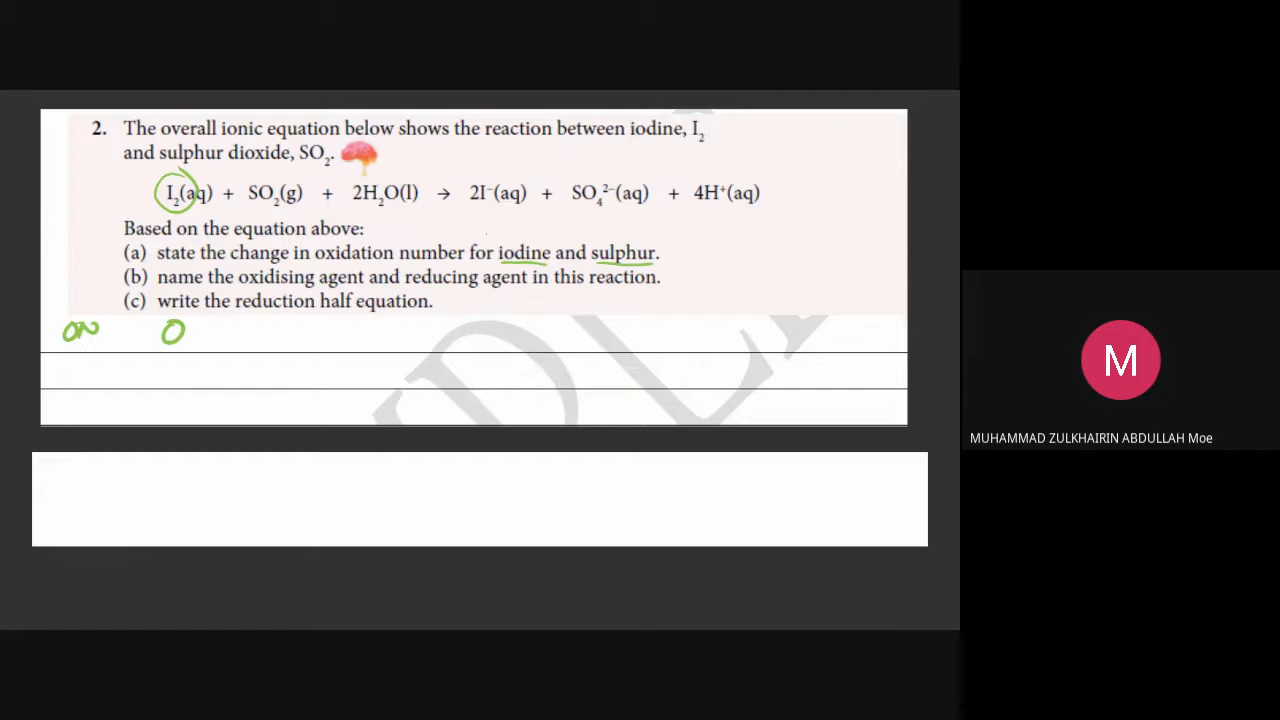 2. The overall ionic equation below shows the reaction between iodine, I₂
and sulphur dioxide, SO₂.
I₂(aq) + SO₂(g) + 2H₂O(l) → 2I⁻(aq) + SO₄²⁻(aq) + 4H⁺(aq)
Based on the equation above:
(a) state the change in oxidation number for iodine and sulphur.
(b) name the oxidising agent and reducing agent in this reaction.
(c) write the reduction half equation.
ON 0
M
MUHAMMAD ZULKHAIRIN ABDULLAH Moe